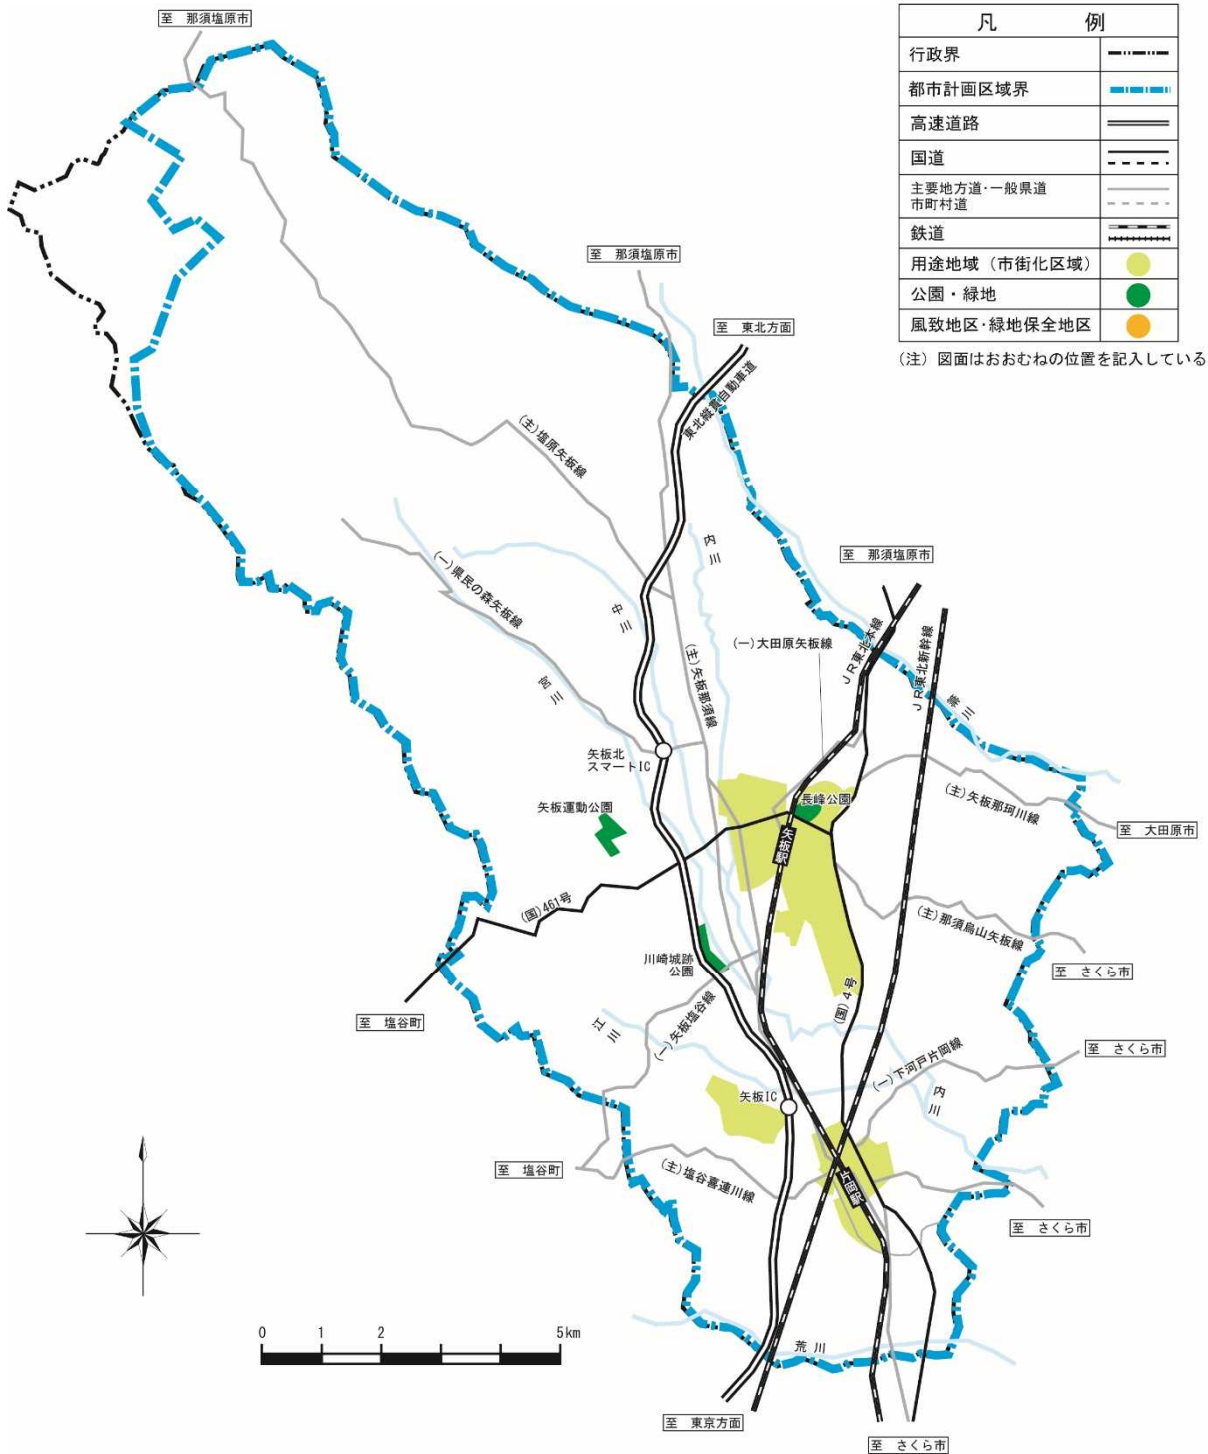 至 那須塩原市
凡 例
行政界
都市計画区域界
高速道路
国道
主要地方道・一般県道
市町村道
鉄道
用途地域（市街化区域）
公園・緑地
風致地区・緑地保全地区
(注) 図面はおおむねの位置を記入している
至 那須塩原市
至 東北方面
東北縦貫自動車道
(主)塩原矢板線
内川
至 那須塩原市
(一)県民の森矢板線
中川
(一)大田原矢板線
JR東北本線
JR東北新幹線
(主)矢板那須線
宮川
箒川
矢板北
スマートIC
矢板運動公園
長峰公園
(主)矢板那珂川線
至 大田原市
矢板駅
(国)461号
(主)那須烏山矢板線
川崎城跡
公園
至 さくら市
(国)4号
至 塩谷町
江川
(一)矢板塩谷線
(一)下河戸片岡線
至 さくら市
矢板IC
内川
至 塩谷町
(主)塩谷喜連川線
片岡駅
至 さくら市
0 1 2 5km
荒川
至 東京方面
至 さくら市